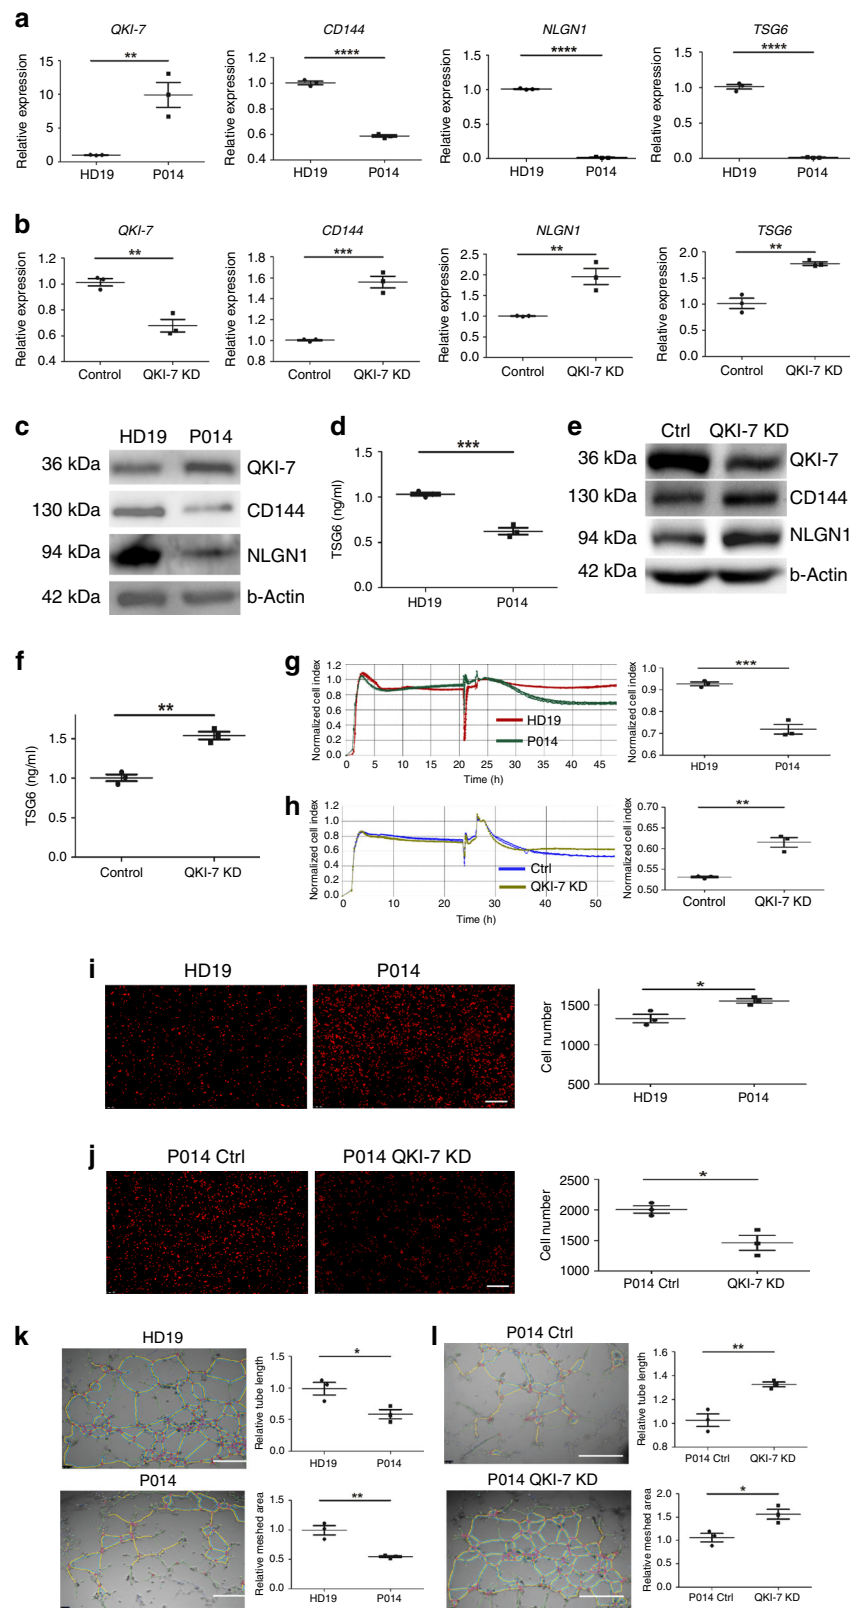 a
QKI-7
CD144
NLGN1
TSG6
Relative expression
15
10
5
0
**
HD19
P014
Relative expression
1.2
1.0
0.8
0.6
0.4
****
HD19
P014
Relative expression
1.5
1.0
0.5
0.0
****
HD19
P014
Relative expression
1.5
1.0
0.5
0.0
****
HD19
P014
b
QKI-7
CD144
NLGN1
TSG6
Relative expression
1.2
1.0
0.8
0.6
0.4
**
Control
QKI-7 KD
Relative expression
1.8
1.6
1.4
1.2
1.0
0.8
***
Control
QKI-7 KD
Relative expression
2.5
2.0
1.5
1.0
0.5
0.0
**
Control
QKI-7 KD
Relative expression
2.0
1.5
1.0
0.5
0.0
**
Control
QKI-7 KD
c
HD19 P014
36 kDa QKI-7
130 kDa CD144
94 kDa NLGN1
42 kDa b-Actin
d
TSG6 (ng/ml)
1.5
1.0
0.5
0.0
***
HD19
P014
e
Ctrl QKI-7 KD
36 kDa QKI-7
130 kDa CD144
94 kDa NLGN1
42 kDa b-Actin
f
TSG6 (ng/ml)
1.5
1.0
0.5
0.0
**
Control
QKI-7 KD
g
Normalized cell index
1.2
1.0
0.8
0.6
0.4
0.2
0.0
HD19
P014
0 5 10 15 20 25 30 35 40 45
Time (h)
Normalized cell index
1.0
0.9
0.8
0.7
0.6
***
HD19
P014
h
Normalized cell index
1.2
1.0
0.8
0.6
0.4
0.2
0.0
Ctrl
QKI-7 KD
0 10 20 30 40 50
Time (h)
Normalized cell index
0.70
0.65
0.60
0.55
0.50
**
Control
QKI-7 KD
i
HD19
P014
Cell number
1500
1000
500
*
HD19
P014
j
P014 Ctrl
P014 QKI-7 KD
Cell number
2500
2000
1500
1000
*
P014 Ctrl
QKI-7 KD
k
HD19
Relative tube length
1.5
1.0
0.5
0.0
*
HD19
P014
P014
Relative meshed area
1.5
1.0
0.5
0.0
**
HD19
P014
l
P014 Ctrl
Relative tube length
1.6
1.4
1.2
1.0
0.8
**
P014 Ctrl
QKI-7 KD
P014 QKI-7 KD
Relative meshed area
2.0
1.5
1.0
0.5
0.0
*
P014 Ctrl
QKI-7 KD